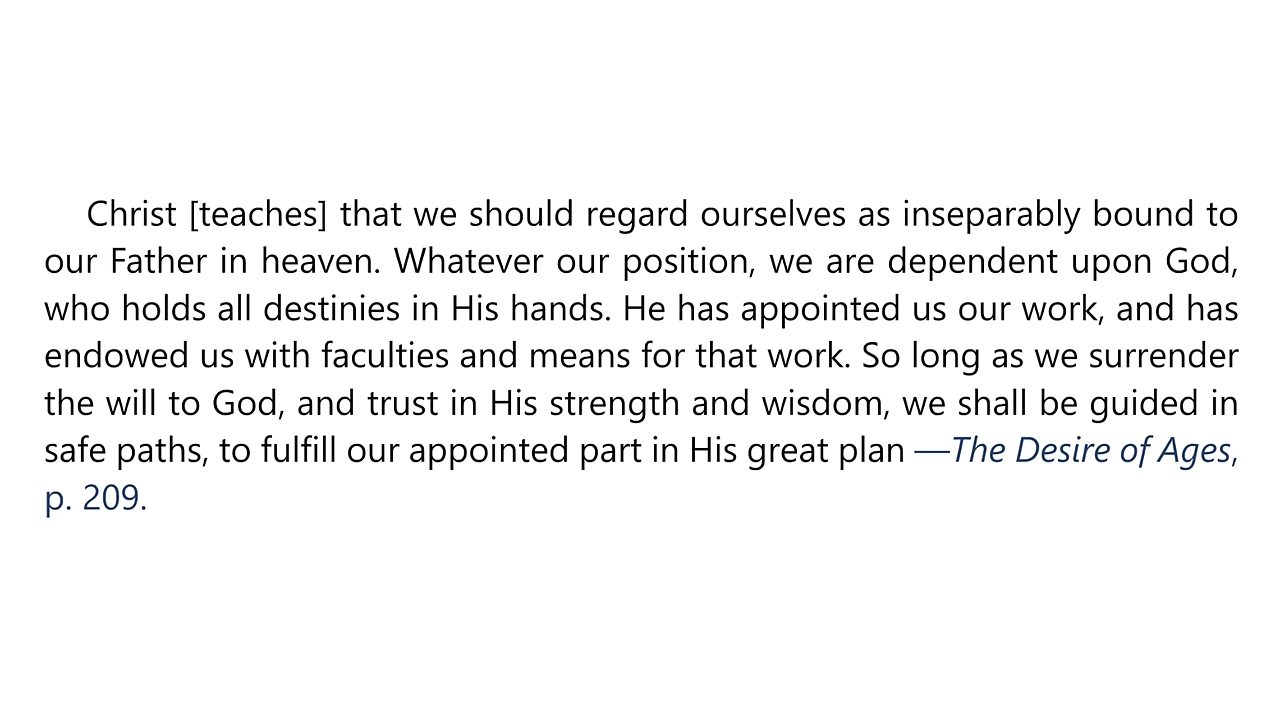 Christ [teaches] that we should regard ourselves as inseparably bound to
our Father in heaven. Whatever our position, we are dependent upon God,
who holds all destinies in His hands. He has appointed us our work, and has
endowed us with faculties and means for that work. So long as we surrender
the will to God, and trust in His strength and wisdom, we shall be guided in
safe paths, to fulfill our appointed part in His great plan —The Desire of Ages,
p. 209.